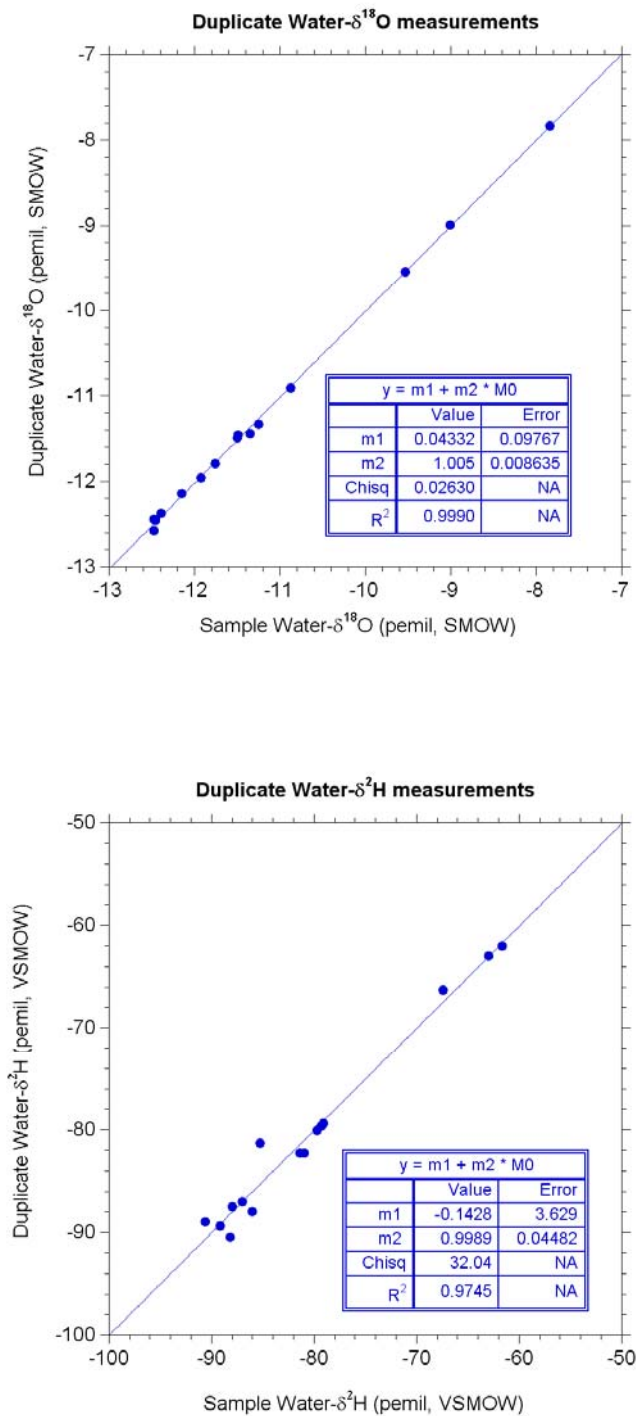 Duplicate Water-δ¹⁸O measurements
-7
-8
-9
-10
-11
-12
-13
Duplicate Water-δ¹⁸O (pemil, SMOW)
y = m1 + m2 * M0
Value Error
m1 0.04332 0.09767
m2 1.005 0.008635
Chisq 0.02630 NA
R² 0.9990 NA
-13 -12 -11 -10 -9 -8 -7
Sample Water-δ¹⁸O (pemil, SMOW)
Duplicate Water-δ²H measurements
-50
-60
-70
-80
-90
-100
Duplicate Water-δ²H (pemil, VSMOW)
y = m1 + m2 * M0
Value Error
m1 -0.1428 3.629
m2 0.9989 0.04482
Chisq 32.04 NA
R² 0.9745 NA
-100 -90 -80 -70 -60 -50
Sample Water-δ²H (pemil, VSMOW)